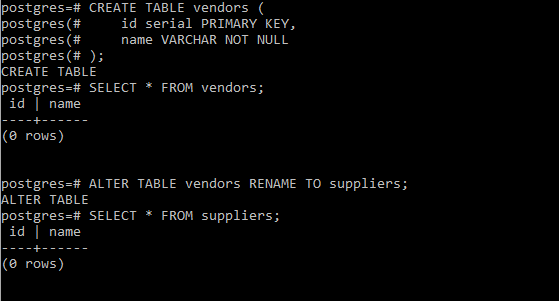 postgres=# CREATE TABLE vendors (
postgres(#     id serial PRIMARY KEY,
postgres(#     name VARCHAR NOT NULL
postgres(# );
CREATE TABLE
postgres=# SELECT * FROM vendors;
 id | name
----+------
(0 rows)
postgres=# ALTER TABLE vendors RENAME TO suppliers;
ALTER TABLE
postgres=# SELECT * FROM suppliers;
 id | name
----+------
(0 rows)